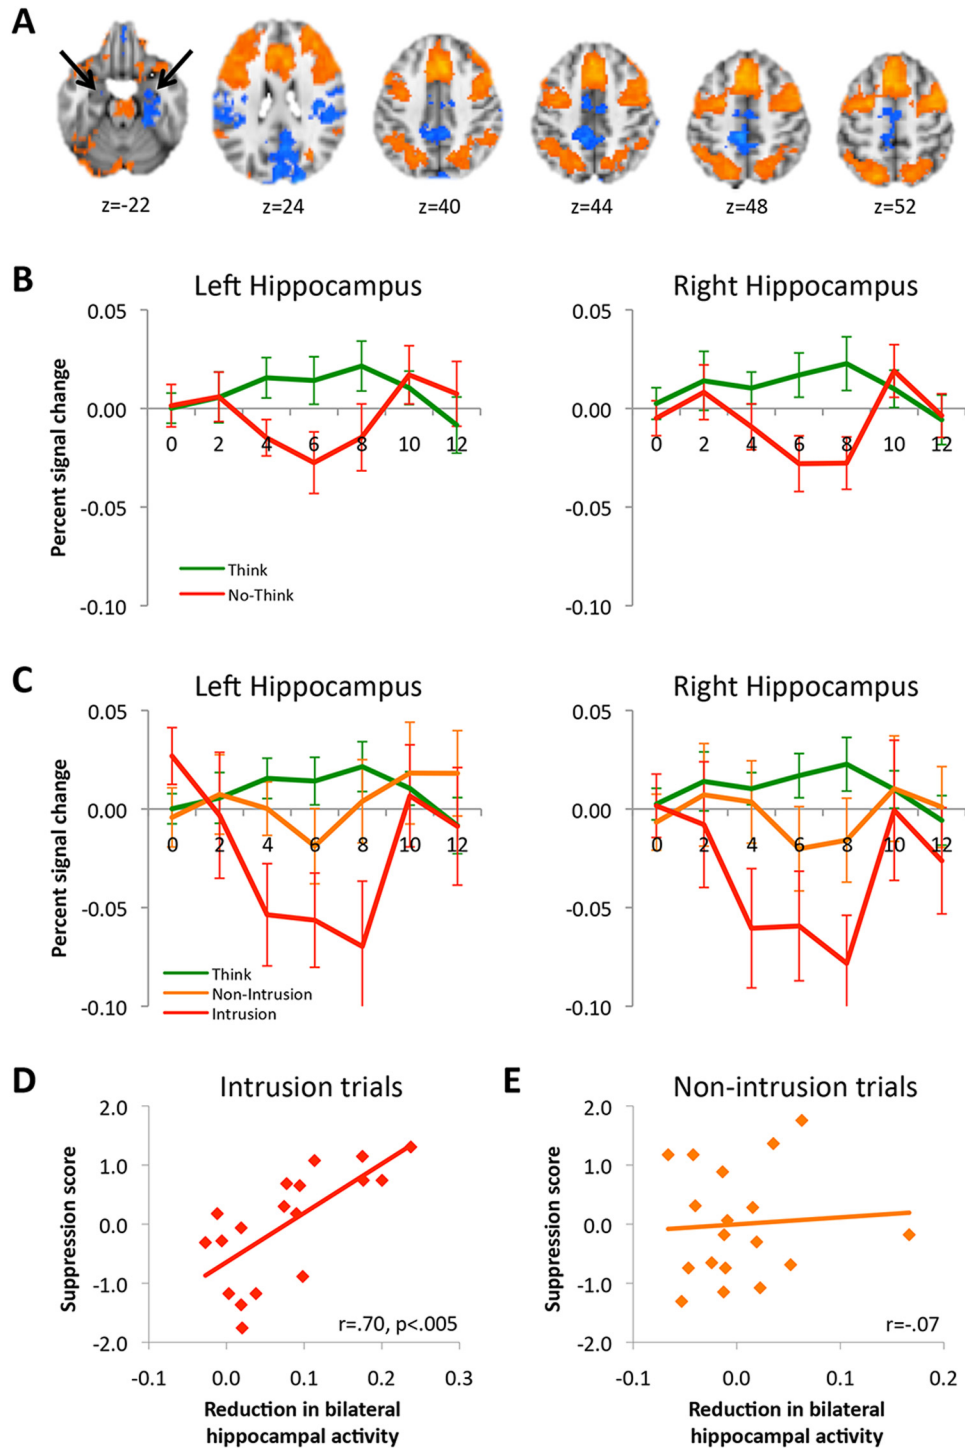 A
z=-22 z=24 z=40 z=44 z=48 z=52
B
Left Hippocampus
Percent signal change
0.05
0.00
-0.05
-0.10
0 2 4 6 8 10 12
Think
No-Think
Right Hippocampus
0.05
0.00
-0.05
-0.10
0 2 4 6 8 10 12
C
Left Hippocampus
Percent signal change
0.05
0.00
-0.05
-0.10
0 2 4 6 8 10 12
Think
Non-Intrusion
Intrusion
Right Hippocampus
0.05
0.00
-0.05
-0.10
0 2 4 6 8 10 12
D
Intrusion trials
Suppression score
2.0
1.0
0.0
-1.0
-2.0
r=.70, p<.005
-0.1 0.0 0.1 0.2 0.3
Reduction in bilateral
hippocampal activity
E
Non-intrusion trials
Suppression score
2.0
1.0
0.0
-1.0
-2.0
r=-.07
-0.1 0.0 0.1 0.2
Reduction in bilateral
hippocampal activity